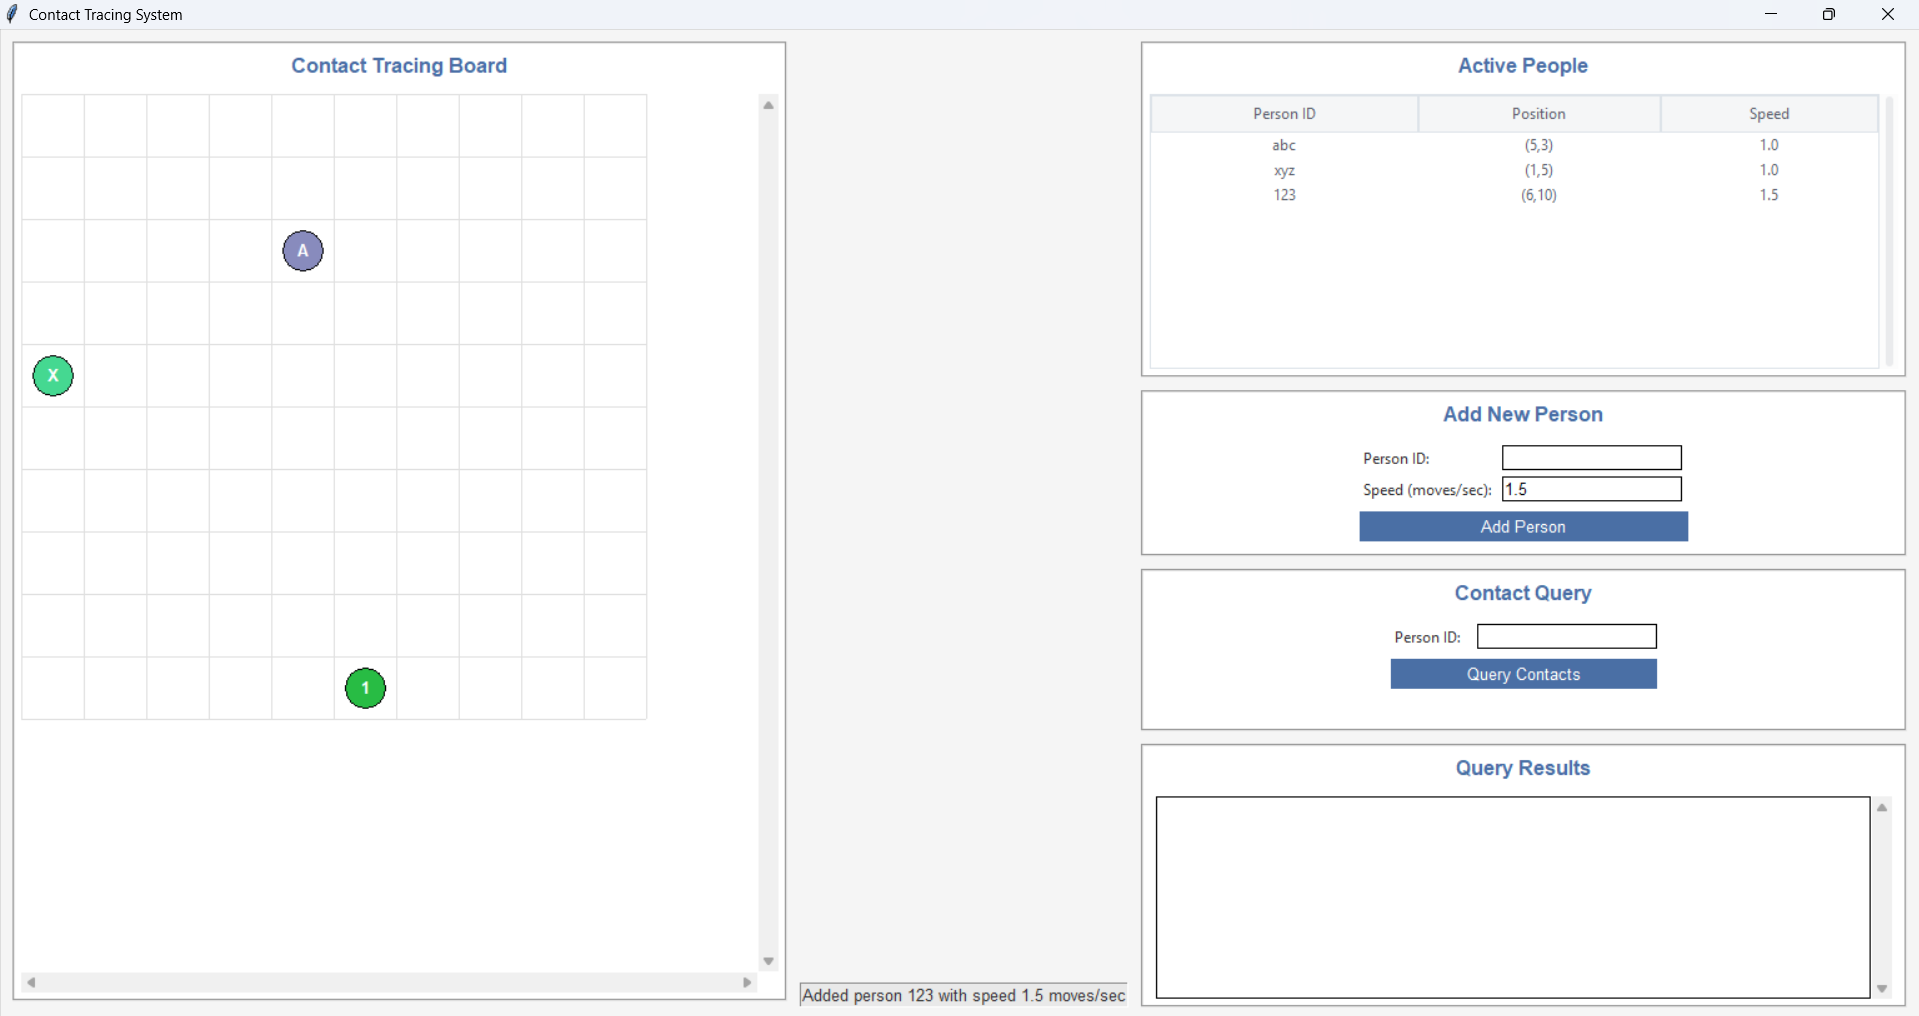 Contact Tracing System
Contact Tracing Board
A
X
1
Added person 123 with speed 1.5 moves/sec
Active People
Person ID Position Speed
abc (5,3) 1.0
xyz (1,5) 1.0
123 (6,10) 1.5
Add New Person
Person ID:
Speed (moves/sec): 1.5
Add Person
Contact Query
Person ID:
Query Contacts
Query Results